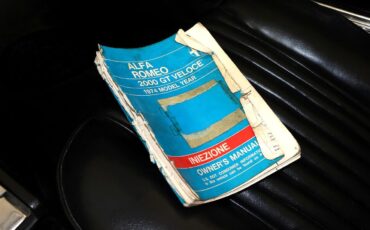 ALFA
ROMEO
2000 GT VELOCE
1974 MODEL YEAR
INIEZIONE
OWNER'S MANUAL